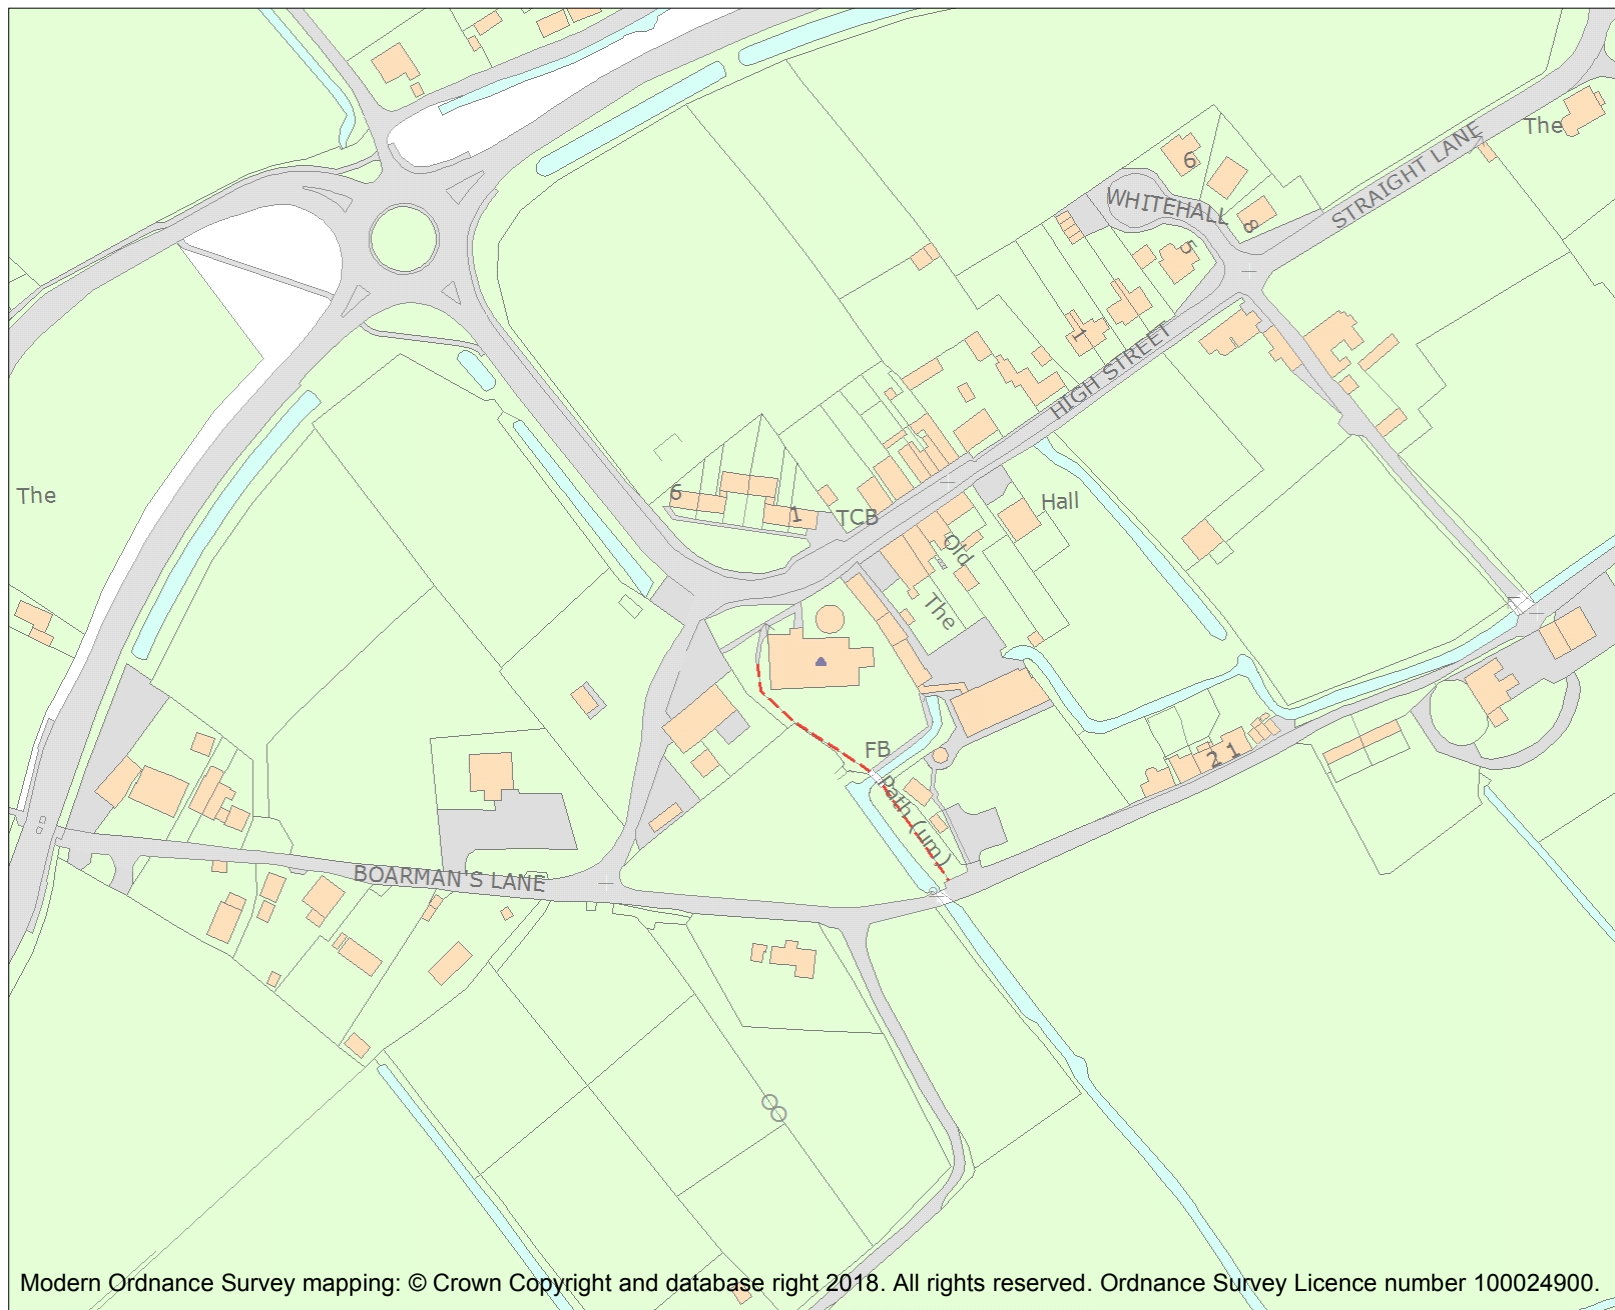 The
6
WHITEHALL
STRAIGHT LANE
8
5
1
HIGH STREET
The
6
1
TCB
Hall
Old
The
FB
2 1
Path (um)
BOARMAN'S LANE
Modern Ordnance Survey mapping: © Crown Copyright and database right 2018. All rights reserved. Ordnance Survey Licence number 100024900.